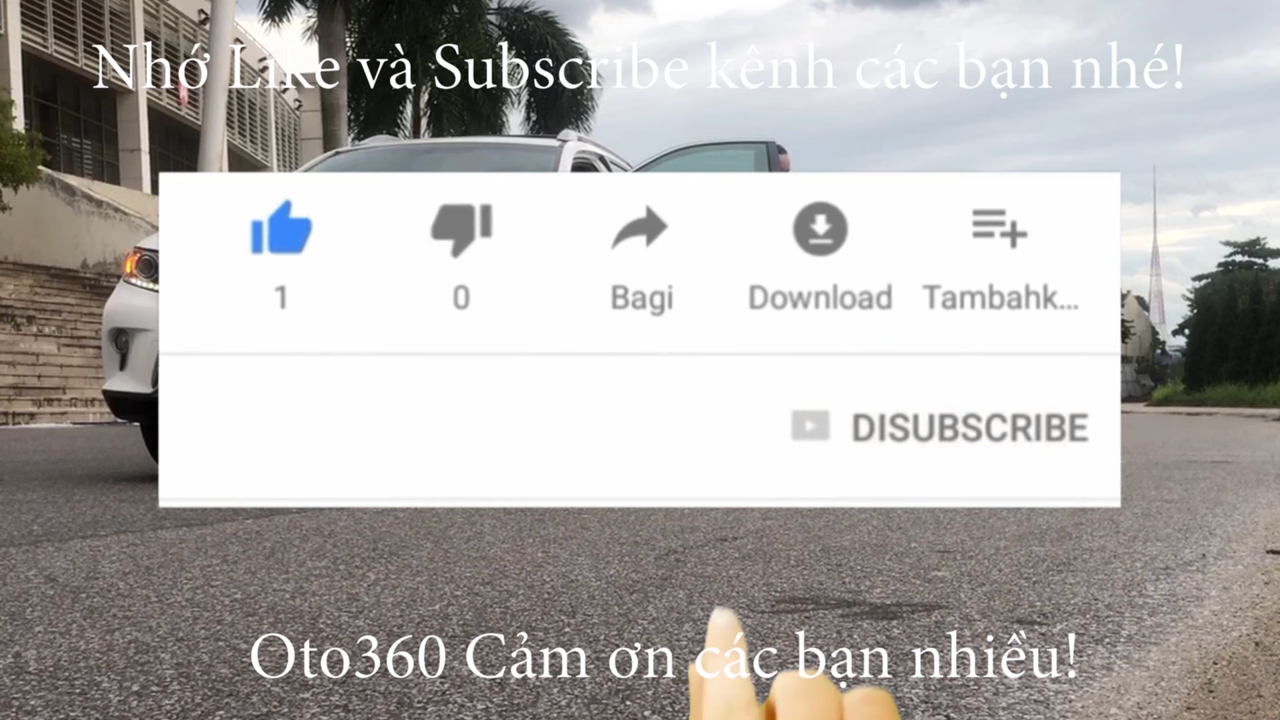 Nhớ Like và Subscribe kênh các bạn nhé!
1 0 Bagi Download Tambahk...
DISUBSCRIBE
Oto360 Cảm ơn các bạn nhiều!